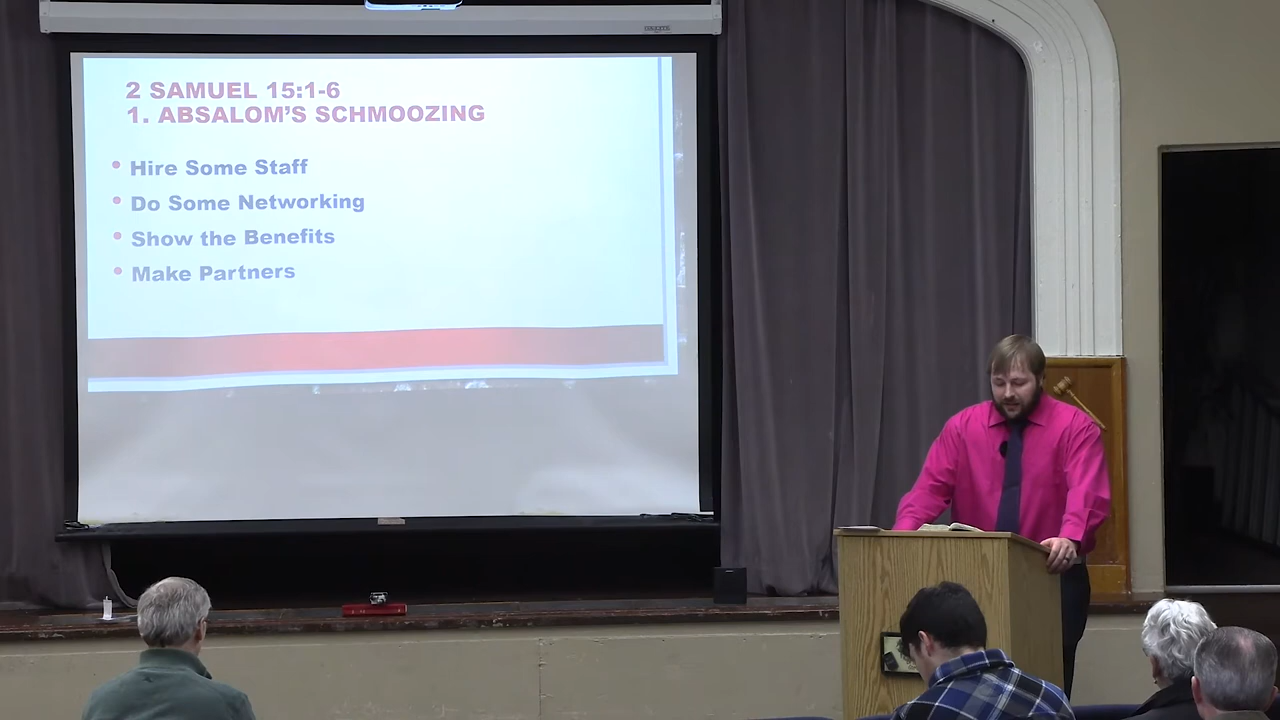 2 SAMUEL 15:1-6
1. ABSALOM'S SCHMOOZING
• Hire Some Staff
• Do Some Networking
• Show the Benefits
• Make Partners